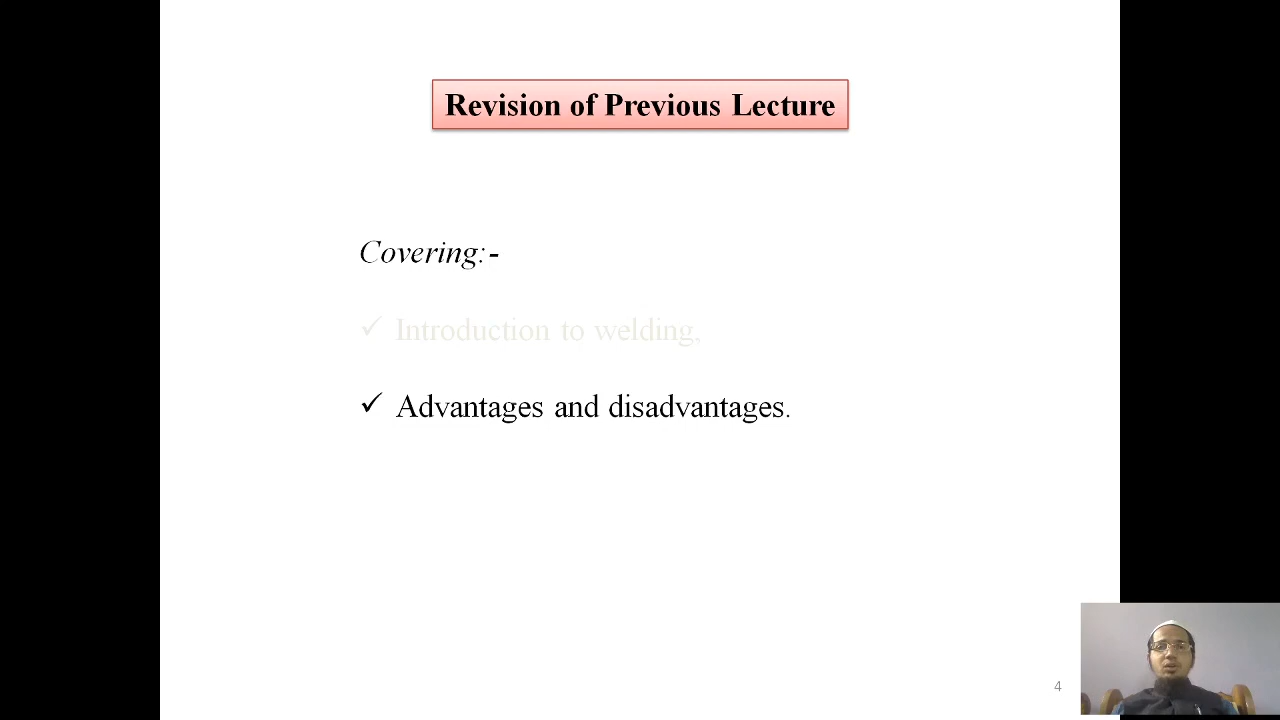 Revision of Previous Lecture
Covering:-
✓ Introduction to welding,
✓ Advantages and disadvantages.
4